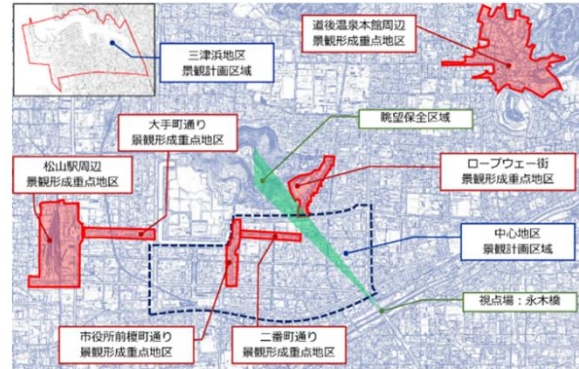 三津浜地区
景観計画区域
道後温泉本館周辺
景観形成重点地区
大手町通り
景観形成重点地区
眺望保全区域
松山駅周辺
景観形成重点地区
ロープウェー街
景観形成重点地区
中心地区
景観計画区域
視点場：永木橋
市役所前榎町通り
景観形成重点地区
二番町通り
景観形成重点地区